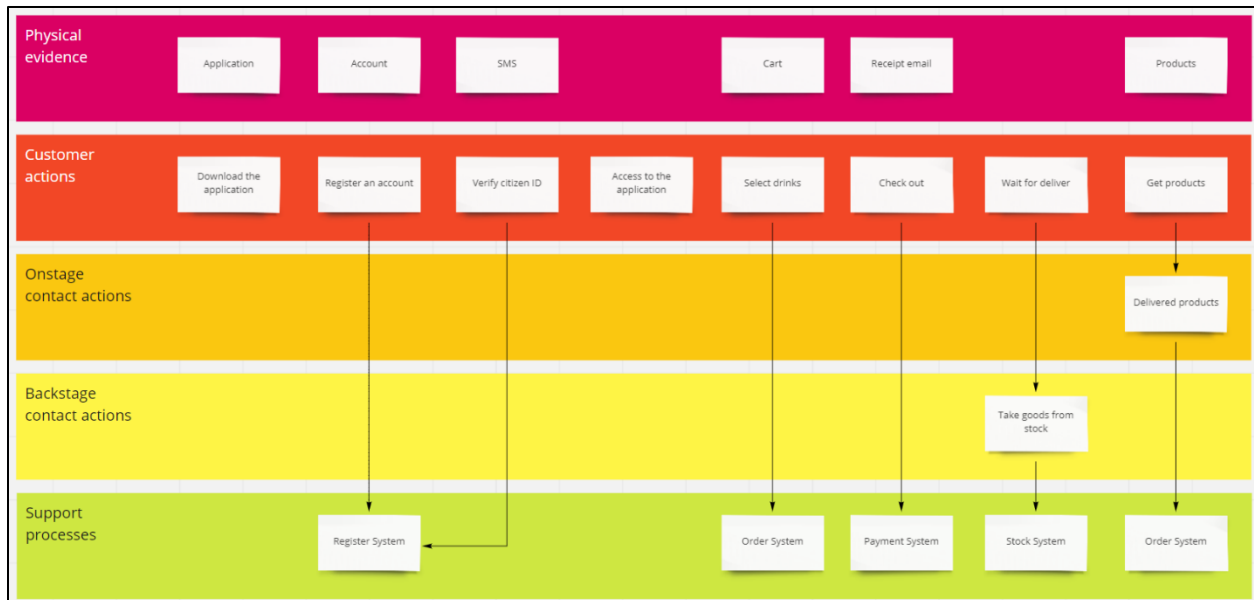 Physical
evidence
Application
Account
SMS
Cart
Receipt email
Products
Customer
actions
Download the
application
Register an account
Verify citizen ID
Access to the
application
Select drinks
Check out
Wait for deliver
Get products
Onstage
contact actions
Delivered products
Backstage
contact actions
Take goods from
stock
Support
processes
Register System
Order System
Payment System
Stock System
Order System